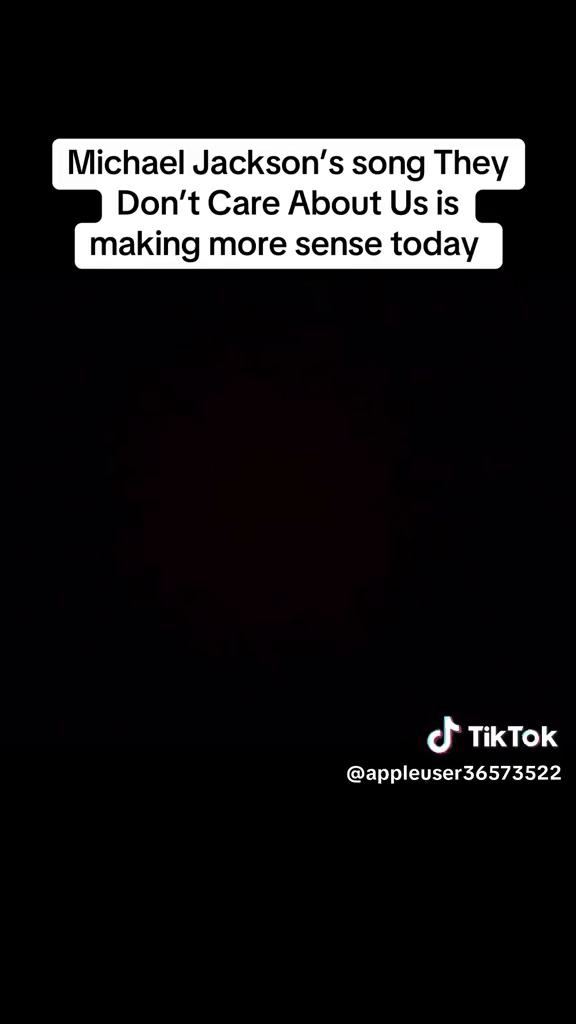 Michael Jackson’s song They
Don’t Care About Us is
making more sense today
TikTok
@appleuser36573522